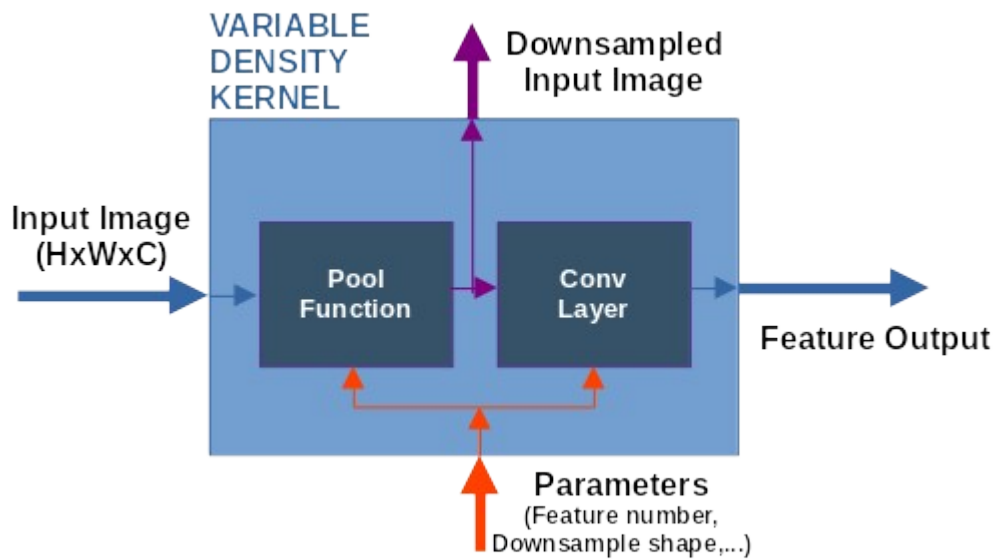 VARIABLE
DENSITY
KERNEL
Downsampled
Input Image
Input Image
(HxWxC)
Pool
Function
Conv
Layer
Feature Output
Parameters
(Feature number,
Downsample shape,...)